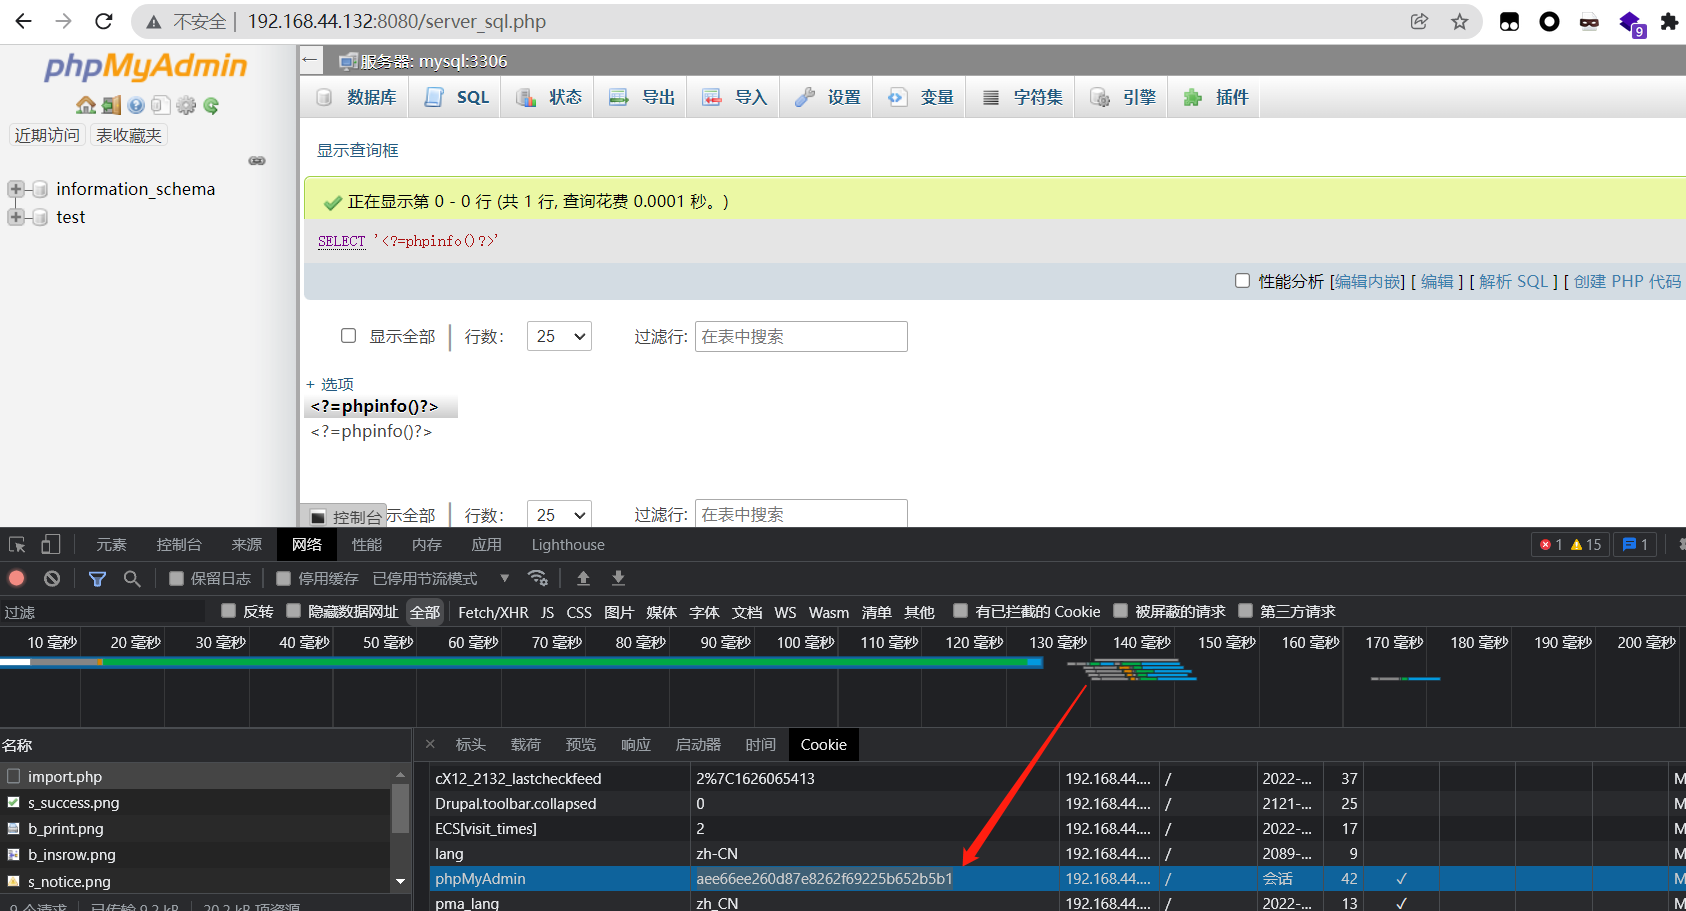 不安全 | 192.168.44.132:8080/server_sql.php
9
phpMyAdmin
近期访问 表收藏夹
information_schema
test
← 服务器: mysql:3306
数据库 SQL 状态 导出 导入 设置 变量 字符集 引擎 插件
显示查询框
正在显示第 0 - 0 行 (共 1 行, 查询花费 0.0001 秒。)
SELECT '<?=phpinfo()?>'
性能分析 [编辑内嵌] [ 编辑 ] [ 解析 SQL ] [ 创建 PHP 代码
显示全部 行数: 25 过滤行: 在表中搜索
+ 选项
<?=phpinfo()?>
<?=phpinfo()?>
控制台 示全部 行数: 25 过滤行: 在表中搜索
元素 控制台 来源 网络 性能 内存 应用 Lighthouse 1 15 1
保留日志 停用缓存 已停用节流模式
过滤 反转 隐藏数据网址 全部 Fetch/XHR JS CSS 图片 媒体 字体 文档 WS Wasm 清单 其他 有已拦截的 Cookie 被屏蔽的请求 第三方请求
10 毫秒 20 毫秒 30 毫秒 40 毫秒 50 毫秒 60 毫秒 70 毫秒 80 毫秒 90 毫秒 100 毫秒 110 毫秒 120 毫秒 130 毫秒 140 毫秒 150 毫秒 160 毫秒 170 毫秒 180 毫秒 190 毫秒 200 毫秒
名称
import.php
s_success.png
b_print.png
b_insrow.png
s_notice.png
9 个请求 已传输 9.2 kB 20.2 kB 项资源
× 标头 载荷 预览 响应 启动器 时间 Cookie
cX12_2132_lastcheckfeed 2%7C1626065413 192.168.44.... / 2022-... 37 M
Drupal.toolbar.collapsed 0 192.168.44.... / 2121-... 25 M
ECS[visit_times] 2 192.168.44.... / 2022-... 17 M
lang zh-CN 192.168.44.... / 2089-... 9 M
phpMyAdmin aee66ee260d87e8262f69225b652b5b1 192.168.44.... / 会话 42 ✓ M
pma_lang zh_CN 192.168.44.... / 2022-... 13 ✓ M